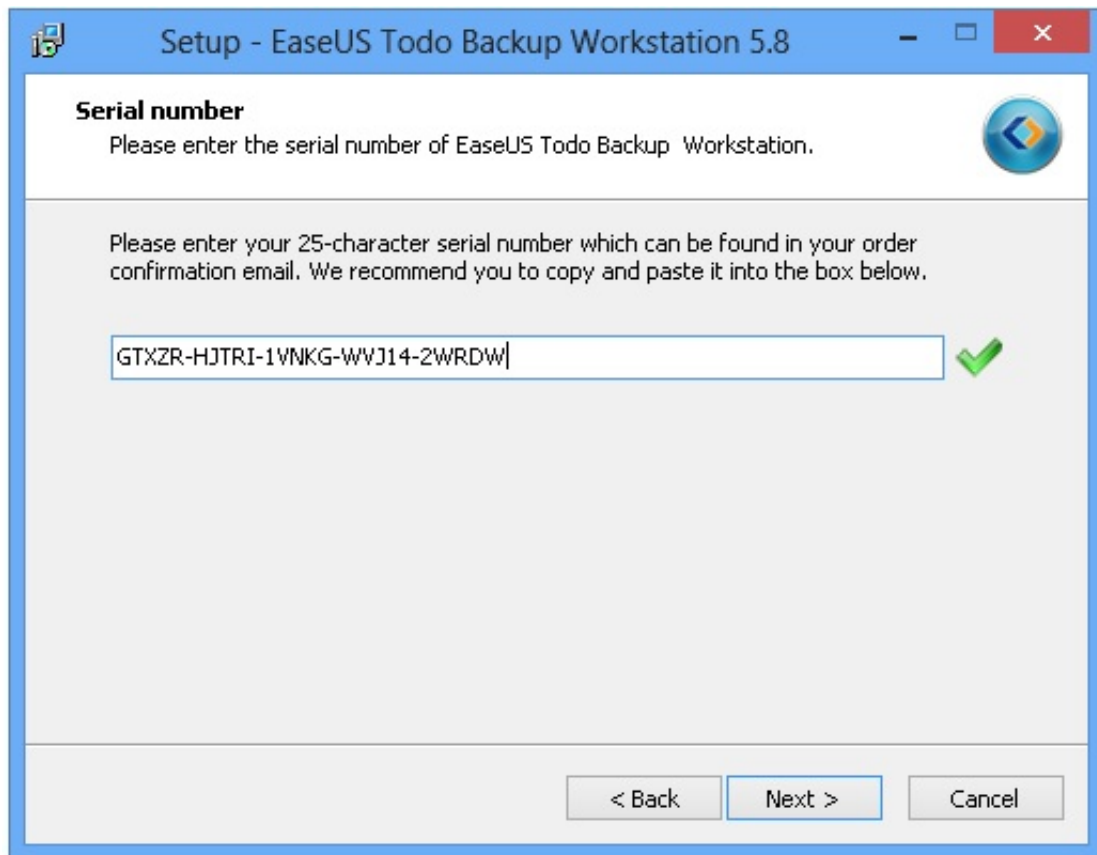 Setup - EaseUS Todo Backup Workstation 5.8
Serial number
Please enter the serial number of EaseUS Todo Backup  Workstation.
Please enter your 25-character serial number which can be found in your order
confirmation email. We recommend you to copy and paste it into the box below.
GTXZR-HJTRI-1VNKG-WVJ14-2WRDW
< Back
Next >
Cancel